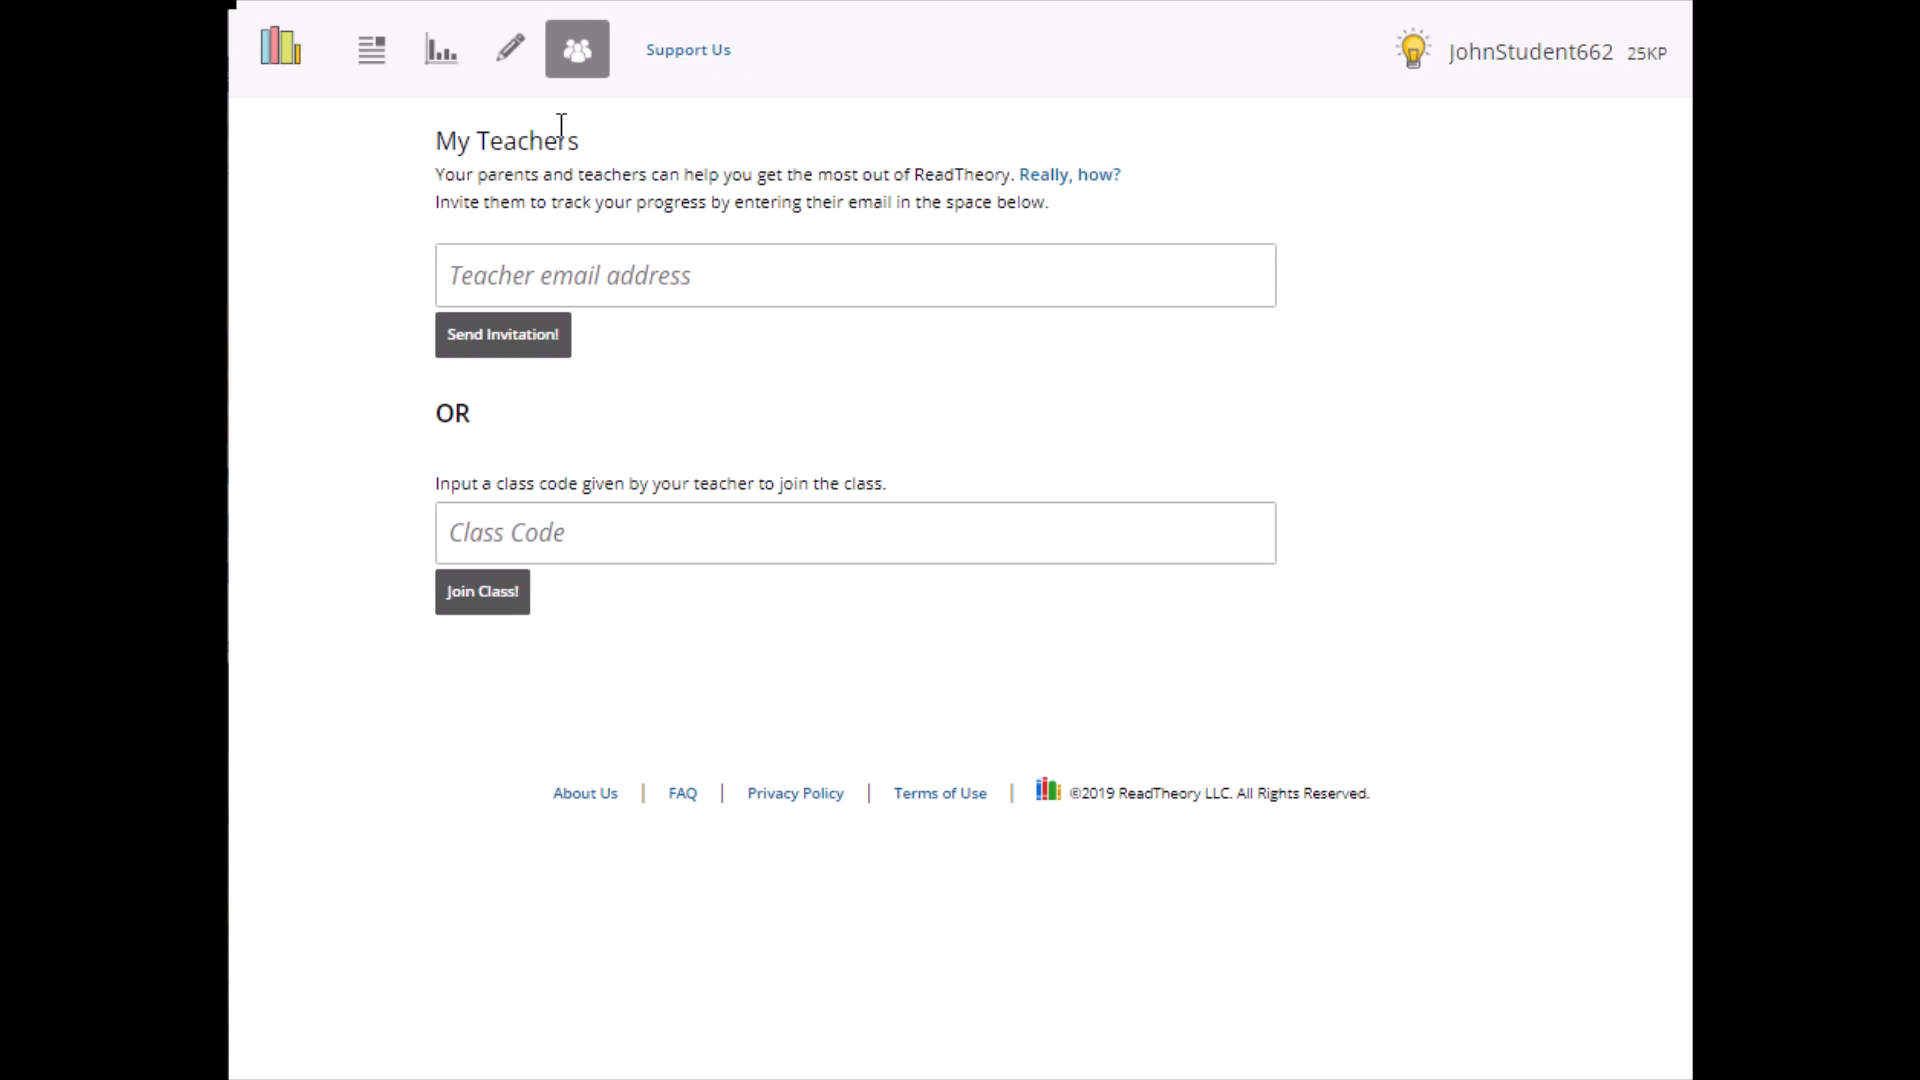 Support Us
JohnStudent662 25KP
My Teachers
Your parents and teachers can help you get the most out of ReadTheory. Really, how?
Invite them to track your progress by entering their email in the space below.
Teacher email address
Send Invitation!
OR
Input a class code given by your teacher to join the class.
Class Code
Join Class!
About Us | FAQ | Privacy Policy | Terms of Use | ©2019 ReadTheory LLC. All Rights Reserved.